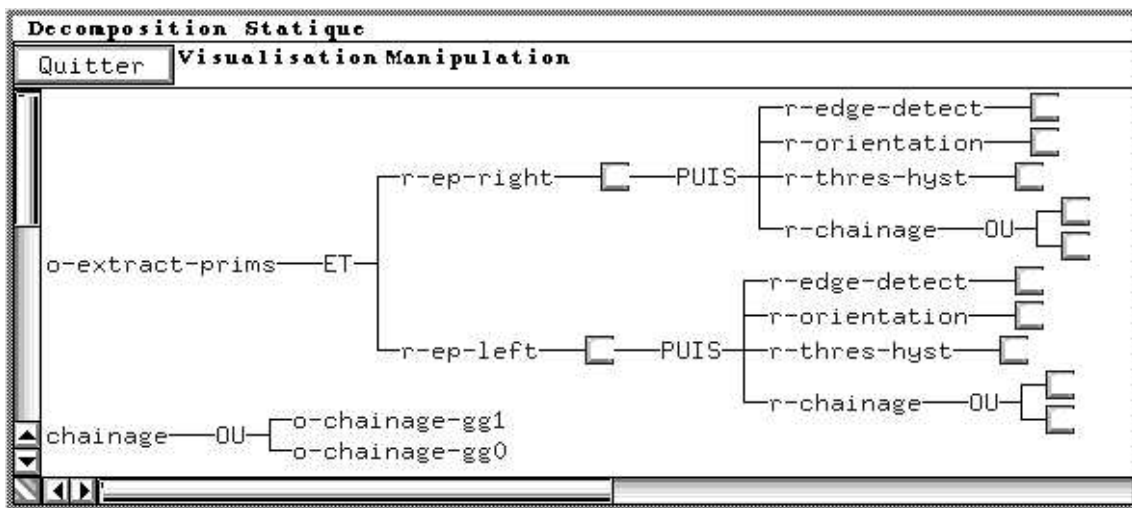 Decomposition Statique
Quitter Visualisation Manipulation
r-edge-detect
r-orientation
r-ep-right PUIS r-thres-hyst
r-chainage OU
o-extract-prims ET
r-edge-detect
r-orientation
r-ep-left PUIS r-thres-hyst
r-chainage OU
o-chainage-gg1
chainage OU
o-chainage-gg0